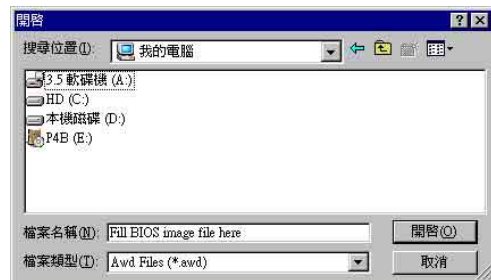 開啓
搜尋位置(I):
我的電腦
3.5 軟碟機 (A:)
HD (C:)
本機磁碟 (D:)
P4B (E:)
檔案名稱(N): Fill BIOS image file here 開啓(O)
檔案類型(T): Awd Files (*.awd) 取消